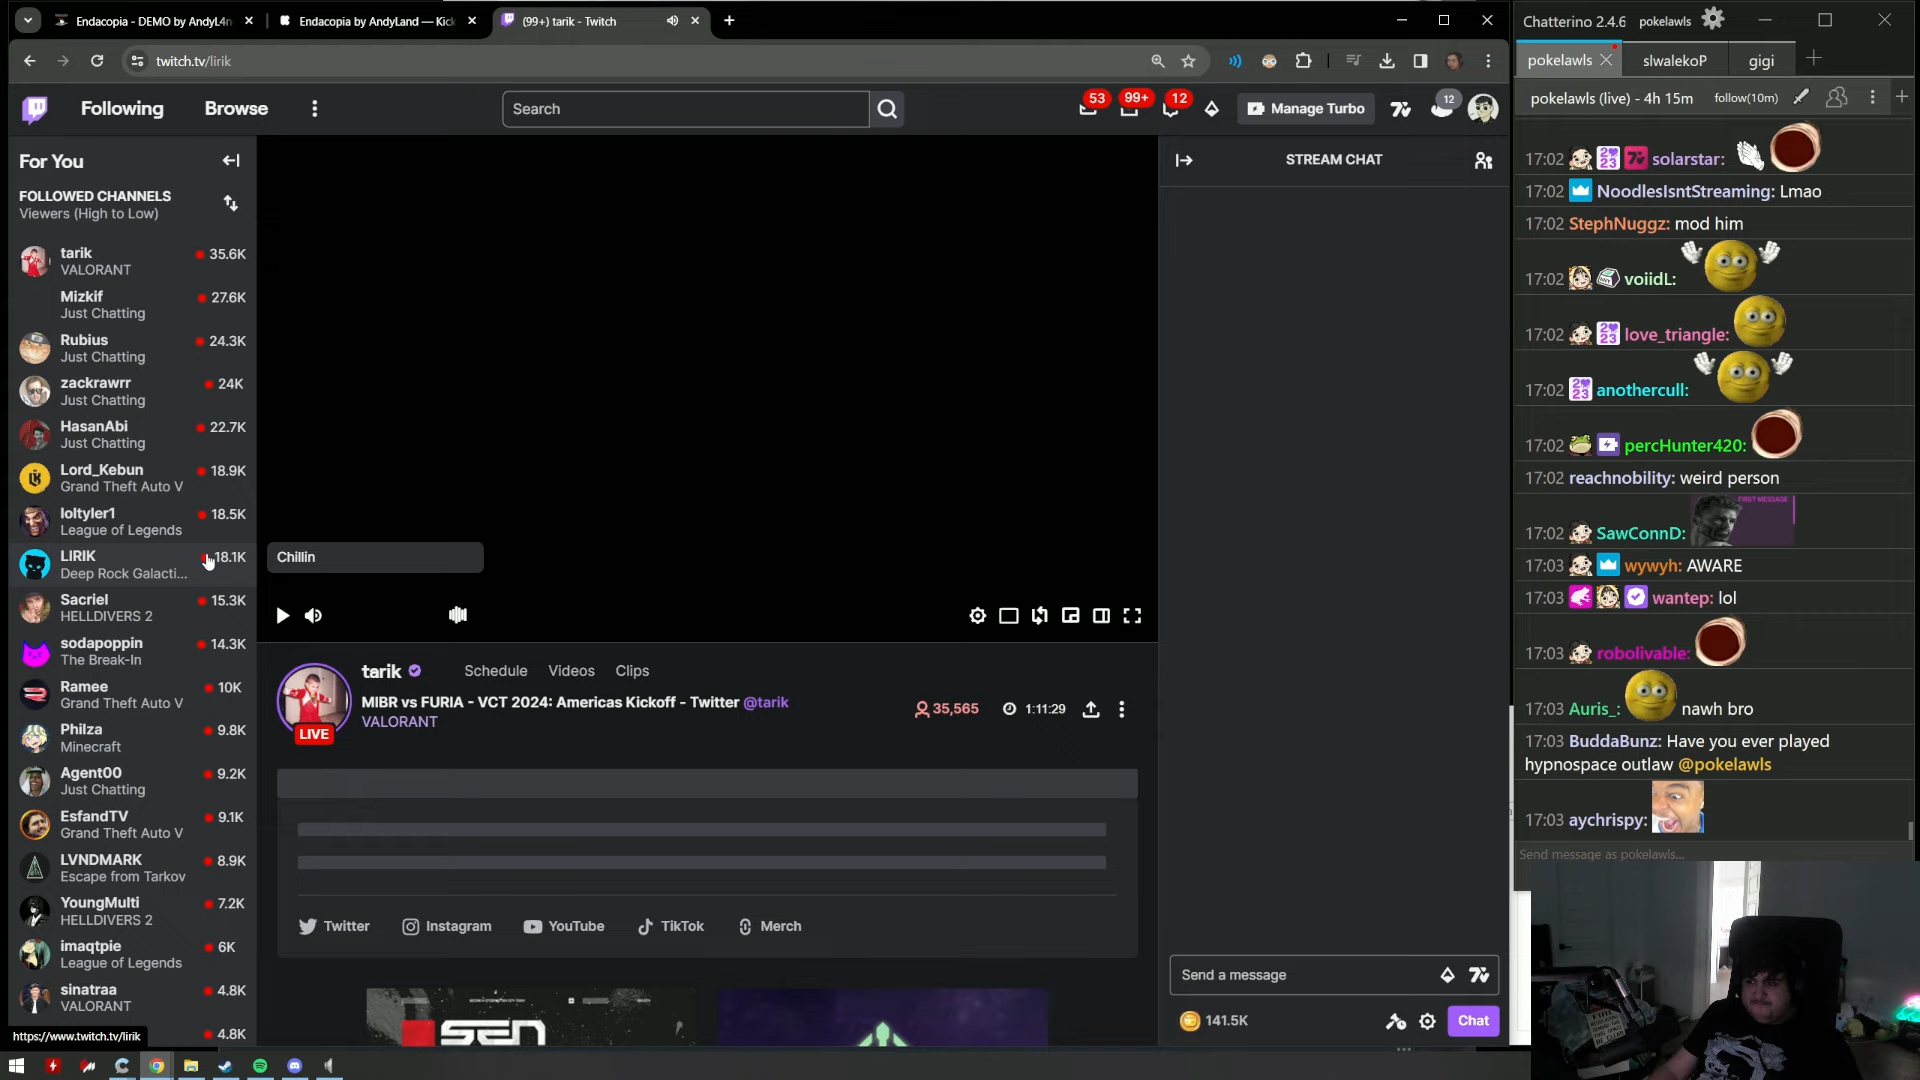 Endacopia - DEMO by AndyL4n
Endacopia by AndyLand — Kick
(99+) tarik - Twitch
twitch.tv/lirik
Following
Browse
Search
53
99+
12
Manage Turbo
12
For You
FOLLOWED CHANNELS
Viewers (High to Low)
tarik
VALORANT
35.6K
Mizkif
Just Chatting
27.6K
Rubius
Just Chatting
24.3K
zackrawrr
Just Chatting
24K
HasanAbi
Just Chatting
22.7K
Lord_Kebun
Grand Theft Auto V
18.9K
loltyler1
League of Legends
18.5K
LIRIK
Deep Rock Galacti...
18.1K
Sacriel
HELLDIVERS 2
15.3K
sodapoppin
The Break-In
14.3K
Ramee
Grand Theft Auto V
10K
Philza
Minecraft
9.8K
Agent00
Just Chatting
9.2K
EsfandTV
Grand Theft Auto V
9.1K
LVNDMARK
Escape from Tarkov
8.9K
YoungMulti
HELLDIVERS 2
7.2K
imaqtpie
League of Legends
6K
sinatraa
VALORANT
4.8K
4.8K
https://www.twitch.tv/lirik
Chillin
tarik
Schedule
Videos
Clips
MIBR vs FURIA - VCT 2024: Americas Kickoff - Twitter @tarik
VALORANT
LIVE
35,565
1:11:29
Twitter
Instagram
YouTube
TikTok
Merch
SEN
STREAM CHAT
Send a message
141.5K
Chat
Chatterino 2.4.6
pokelawls
pokelawls
slwalekoP
gigi
pokelawls (live) - 4h 15m
follow(10m)
17:02 solarstar:
17:02 NoodlesIsntStreaming: Lmao
17:02 StephNuggz: mod him
17:02 voiidL:
17:02 love_triangle:
17:02 anothercull:
17:02 percHunter420:
17:02 reachnobility: weird person
17:02 SawConnD:
FIRST MESSAGE
17:03 wywyh: AWARE
17:03 wantep: lol
17:03 robolivable:
17:03 Auris_: nawh bro
17:03 BuddaBunz: Have you ever played
hypnospace outlaw @pokelawls
17:03 aychrispy:
Send message as pokelawls...